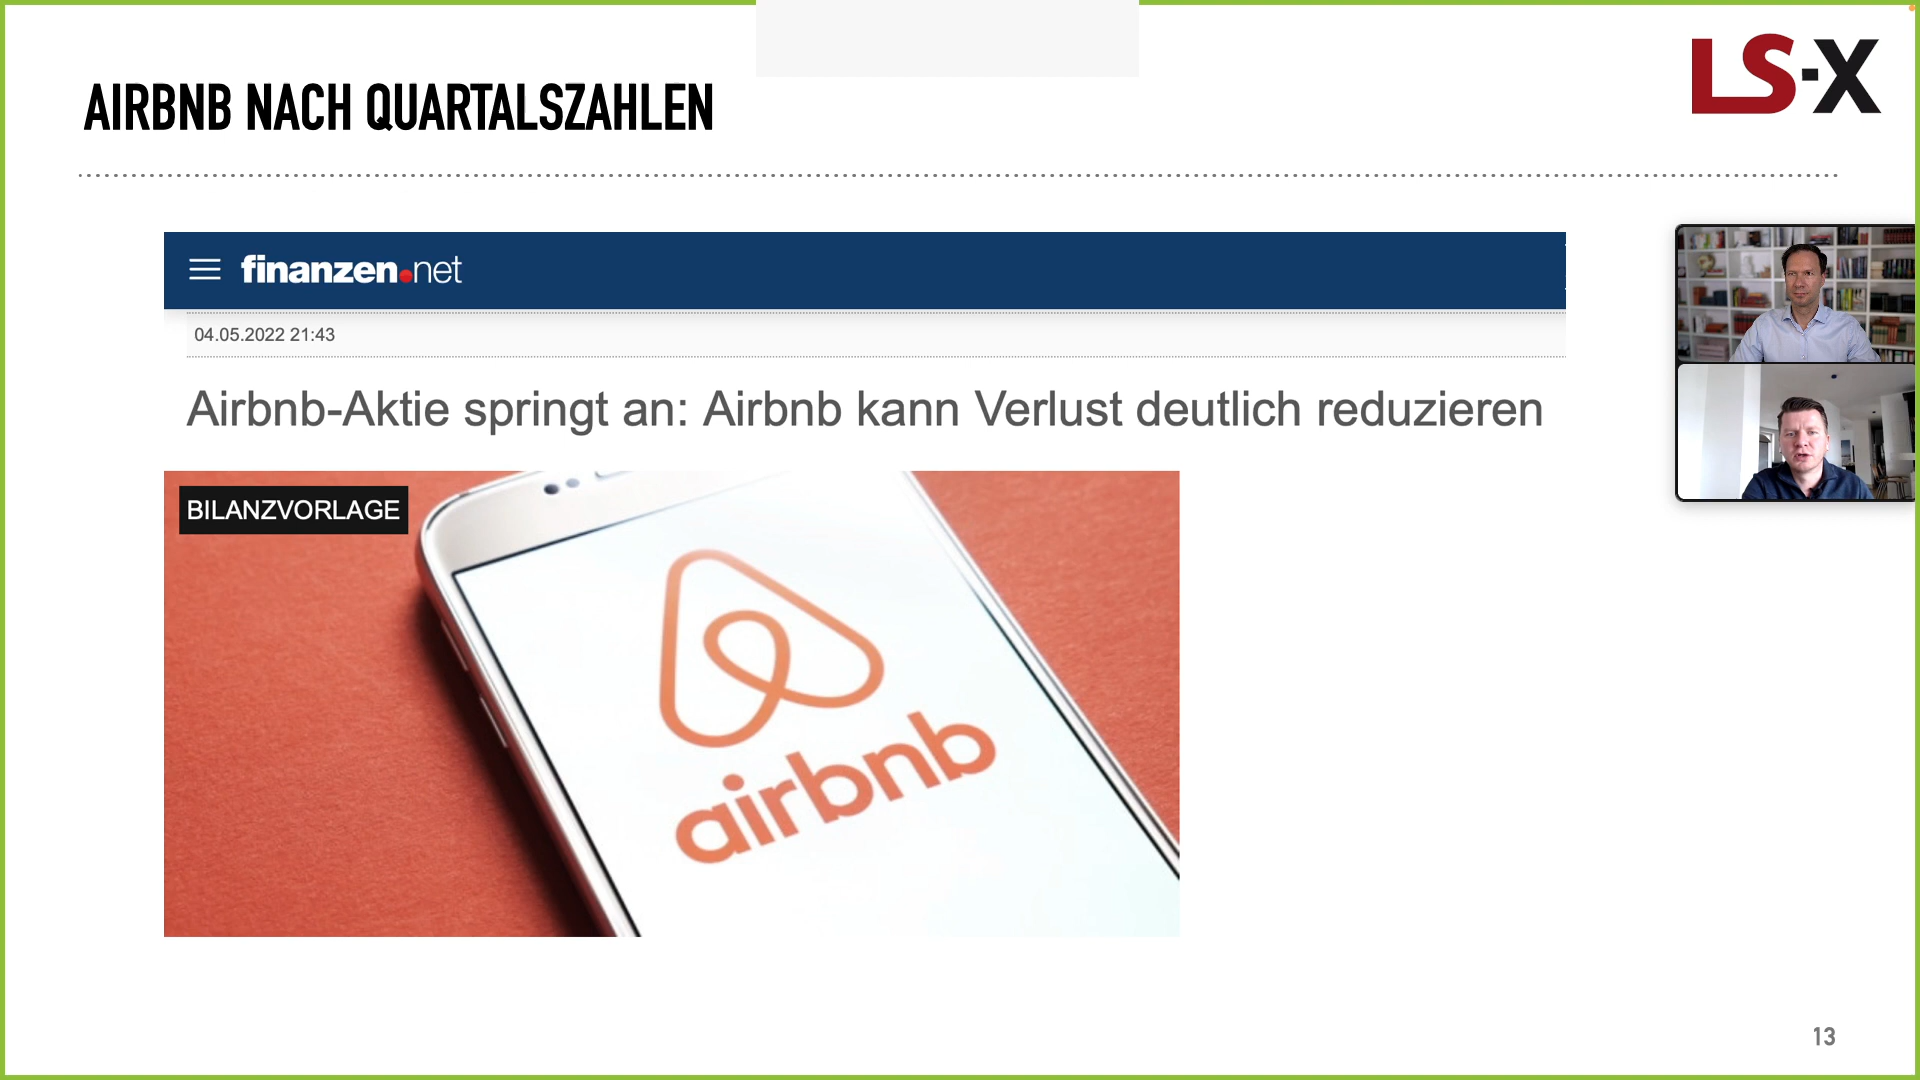 AIRBNB NACH QUARTALSZAHLEN
LS-X
finanzen.net
04.05.2022 21:43
Airbnb-Aktie springt an: Airbnb kann Verlust deutlich reduzieren
BILANZVORLAGE
airbnb
13